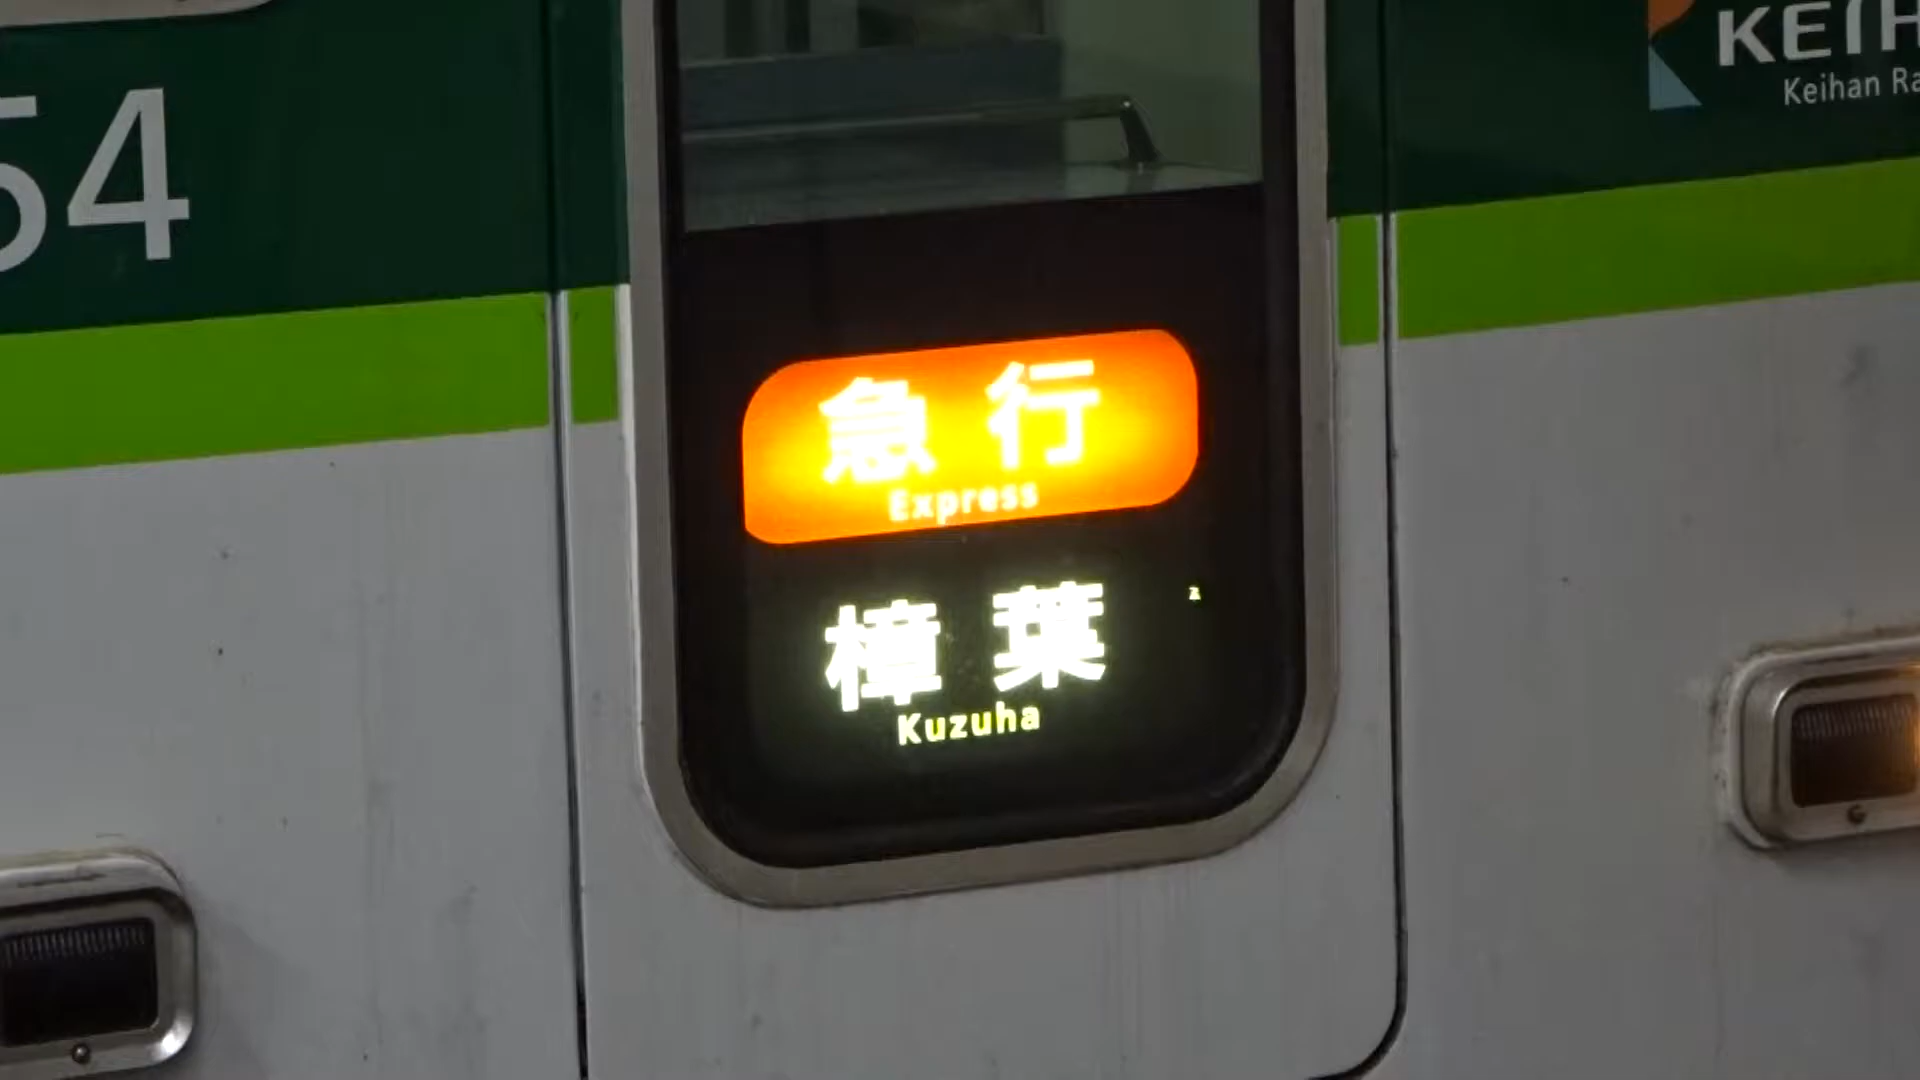 54
KEIH
Keihan Ra
急行
Express
樟葉
Kuzuha